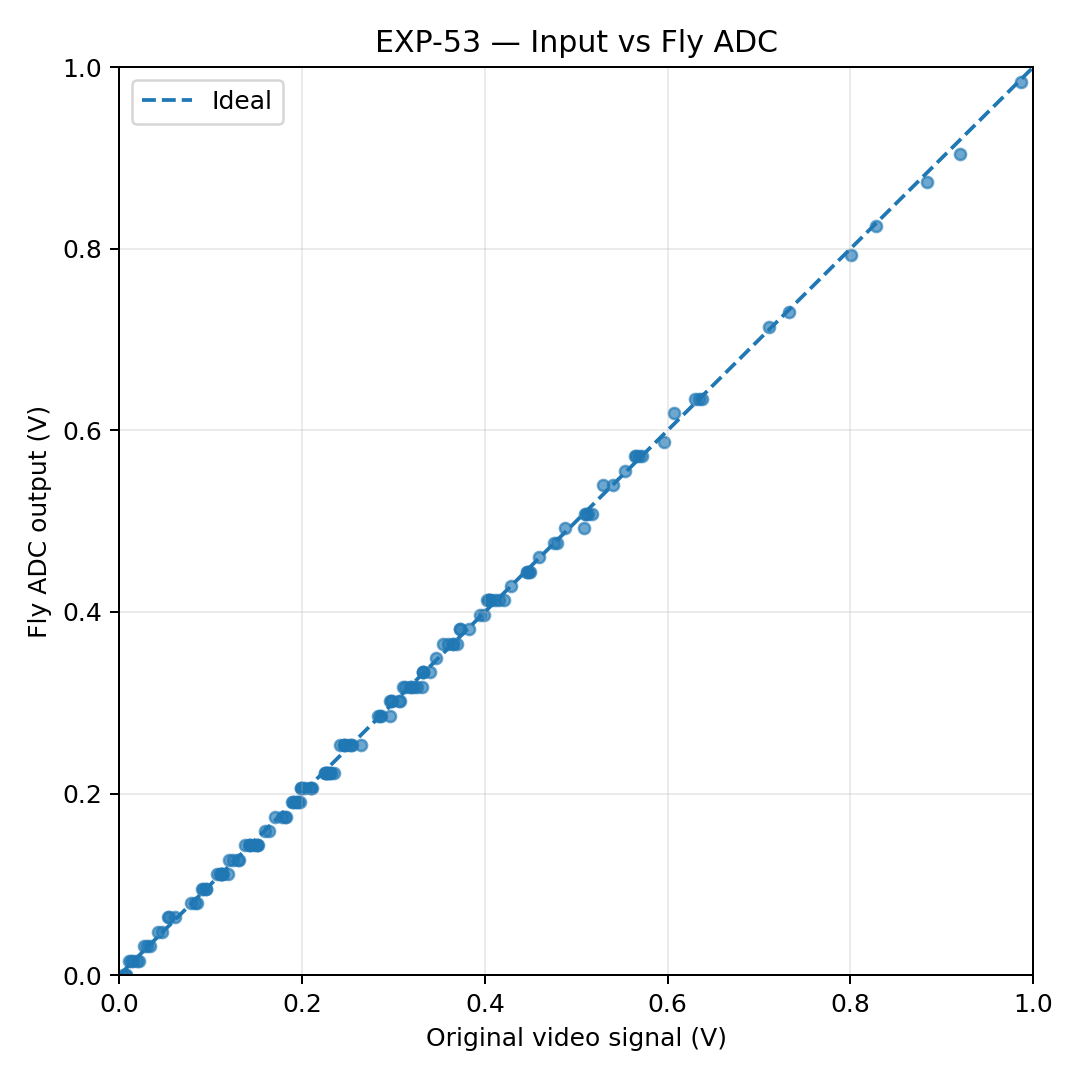 EXP-53 — Input vs Fly ADC
Ideal
1.0
0.8
0.6
0.4
0.2
0.0
Fly ADC output (V)
0.0 0.2 0.4 0.6 0.8 1.0
Original video signal (V)